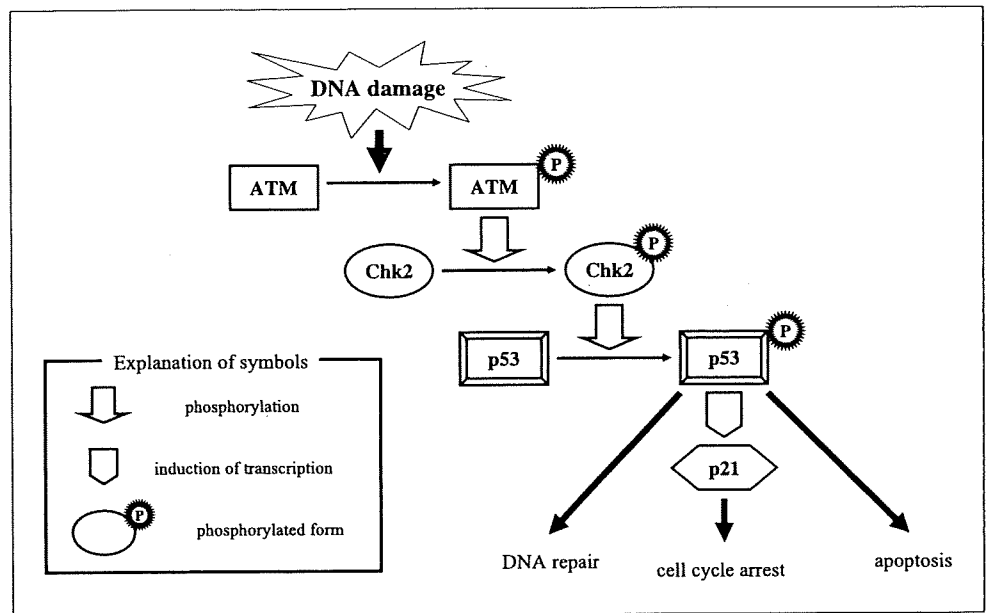 DNA damage
P
ATM
ATM
P
Chk2
Chk2
P
p53
p53
Explanation of symbols
phosphorylation
induction of transcription
p21
P
phosphorylated form
DNA repair
cell cycle arrest
apoptosis